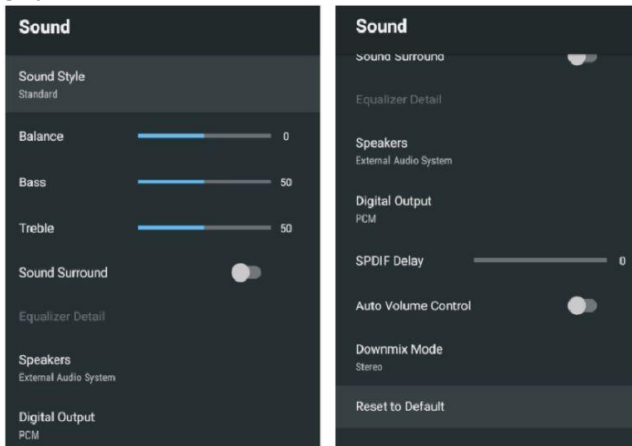 Sound
Sound Style
Standard
Balance 0
Bass 50
Treble 50
Sound Surround
Equalizer Detail
Speakers
External Audio System
Digital Output
PCM
Sound
Sound Surround
Equalizer Detail
Speakers
External Audio System
Digital Output
PCM
SPDIF Delay 0
Auto Volume Control
Downmix Mode
Stereo
Reset to Default